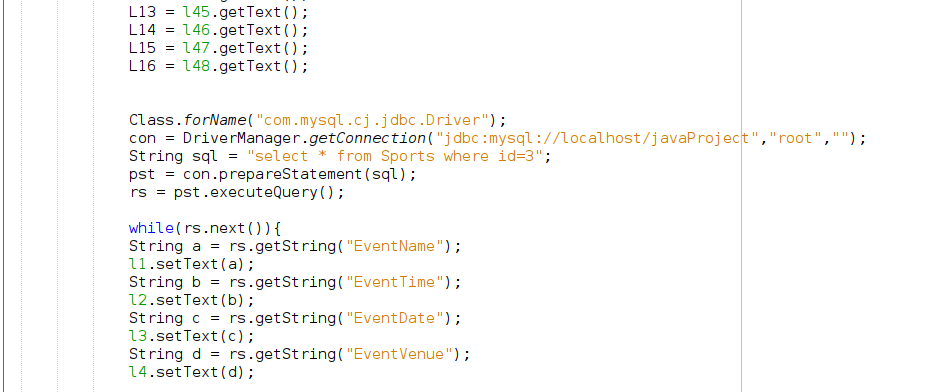 L13 = l45.getText();
L14 = l46.getText();
L15 = l47.getText();
L16 = l48.getText();
Class.forName("com.mysql.cj.jdbc.Driver");
con = DriverManager.getConnection("jdbc:mysql://localhost/javaProject","root","");
String sql = "select * from Sports where id=3";
pst = con.prepareStatement(sql);
rs = pst.executeQuery();
while(rs.next()){
String a = rs.getString("EventName");
l1.setText(a);
String b = rs.getString("EventTime");
l2.setText(b);
String c = rs.getString("EventDate");
l3.setText(c);
String d = rs.getString("EventVenue");
l4.setText(d);